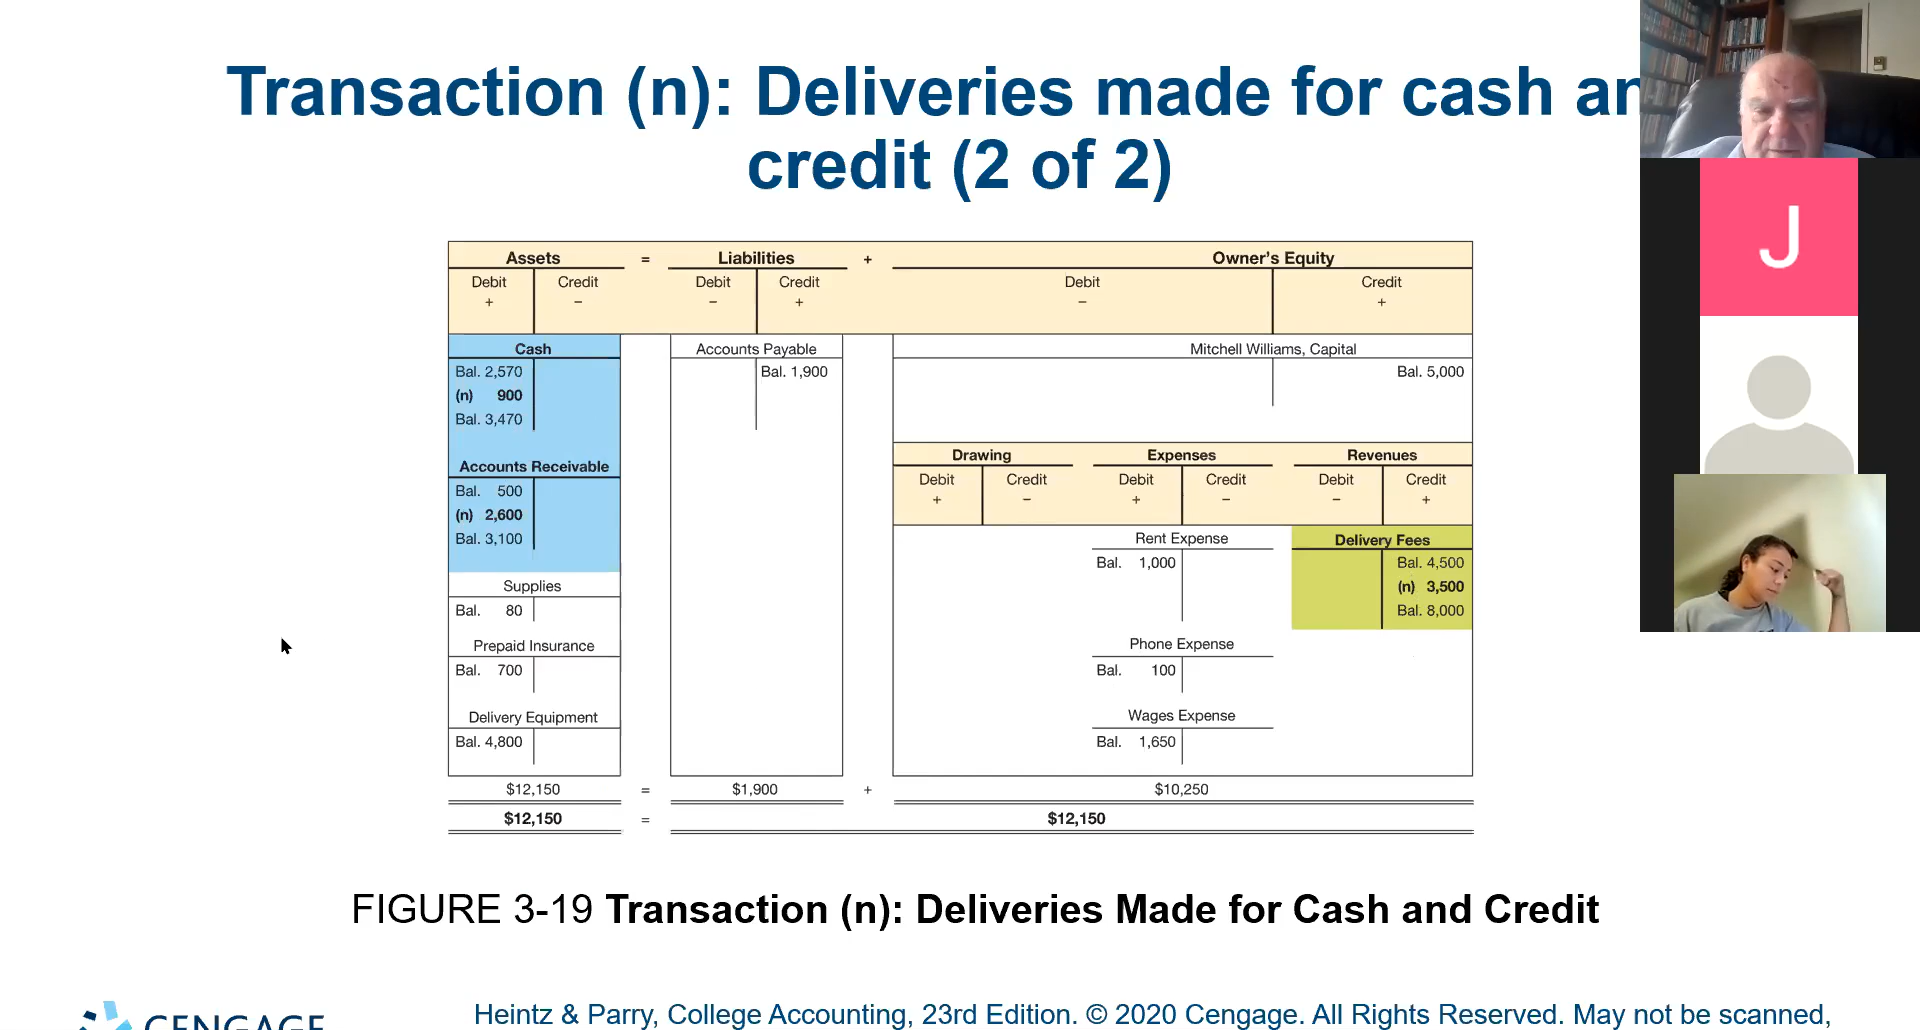 Transaction (n): Deliveries made for cash an
credit (2 of 2)
J
Assets = Liabilities + Owner's Equity
Debit Credit Debit Credit Debit Credit
+ − − + − +
Cash Accounts Payable Mitchell Williams, Capital
Bal. 2,570 Bal. 1,900 Bal. 5,000
(n) 900
Bal. 3,470
Drawing Expenses Revenues
Accounts Receivable
Debit Credit Debit Credit Debit Credit
Bal. 500 + − + − − +
(n) 2,600
Bal. 3,100 Rent Expense Delivery Fees
Bal. 1,000 Bal. 4,500
Supplies (n) 3,500
Bal. 80 Bal. 8,000
Prepaid Insurance Phone Expense
Bal. 700 Bal. 100
Delivery Equipment Wages Expense
Bal. 4,800 Bal. 1,650
$12,150 = $1,900 + $10,250
$12,150 = $12,150
FIGURE 3-19 Transaction (n): Deliveries Made for Cash and Credit
CENGAGE
Heintz & Parry, College Accounting, 23rd Edition. © 2020 Cengage. All Rights Reserved. May not be scanned,